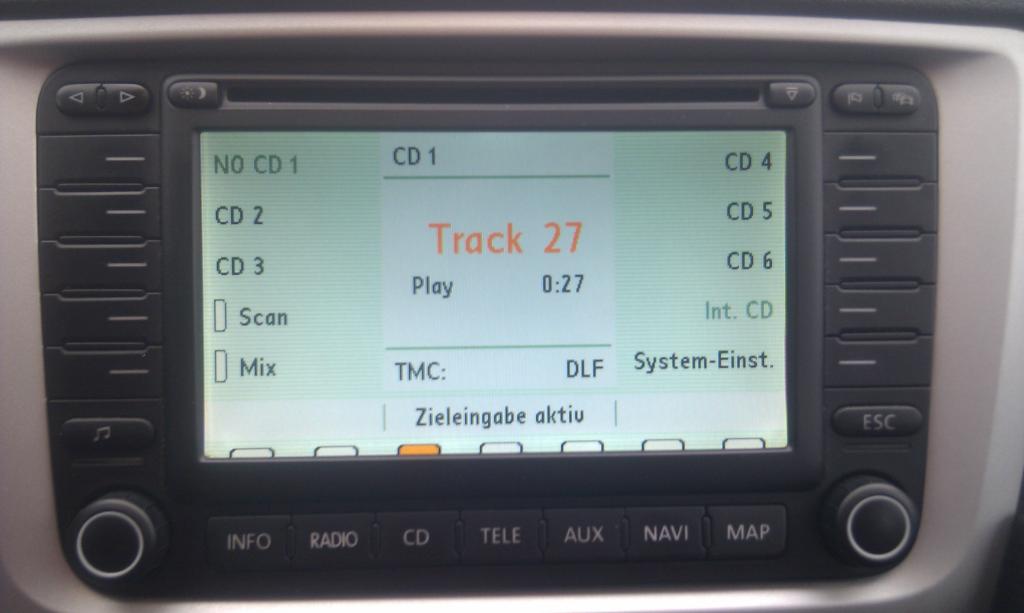 NO CD 1
CD 2
CD 3
Scan
Mix
CD 1
Track 27
Play 0:27
TMC: DLF
Zieleingabe aktiv
CD 4
CD 5
CD 6
Int. CD
System-Einst.
ESC
INFO RADIO CD TELE AUX NAVI MAP